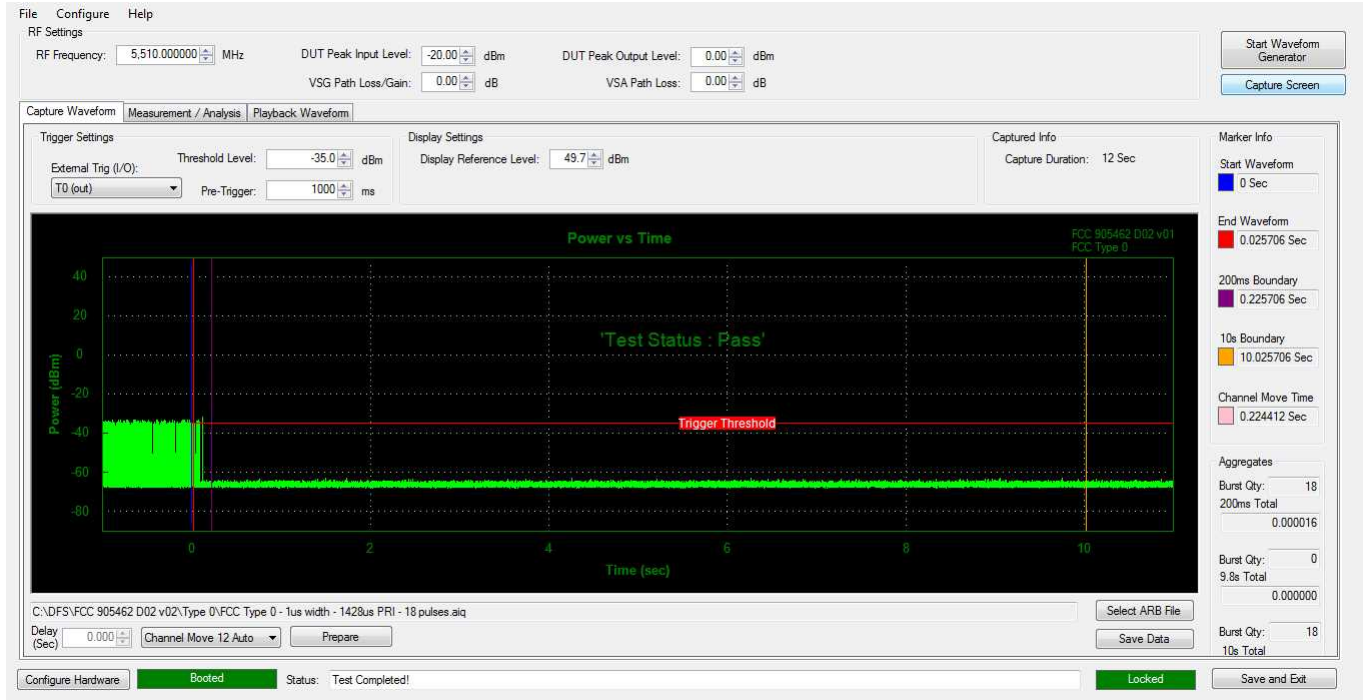 File Configure Help
RF Settings
RF Frequency: 5,510.000000 MHz DUT Peak Input Level: -20.00 dBm DUT Peak Output Level: 0.00 dBm
VSG Path Loss/Gain: 0.00 dB VSA Path Loss: 0.00 dB
Start Waveform
Generator
Capture Screen
Capture Waveform Measurement / Analysis Playback Waveform
Trigger Settings
External Trig (I/O):
T0 (out)
Threshold Level: -35.0 dBm
Pre-Trigger: 1000 ms
Display Settings
Display Reference Level: 49.7 dBm
Captured Info
Capture Duration: 12 Sec
Marker Info
Start Waveform
0 Sec
End Waveform
0.025706 Sec
200ms Boundary
0.225706 Sec
10s Boundary
10.025706 Sec
Channel Move Time
0.224412 Sec
Aggregates
Burst Qty: 18
200ms Total
0.000016
Burst Qty: 0
9.8s Total
0.000000
Burst Qty: 18
10s Total
Power vs Time
FCC 905462 D02 v01
FCC Type 0
'Test Status : Pass'
Trigger Threshold
Power (dBm)
40
20
0
-20
-40
-60
-80
0 2 4 6 8 10
Time (sec)
C:\DFS\FCC 905462 D02 v02\Type 0\FCC Type 0 - 1us width - 1428us PRI - 18 pulses.aiq
Select ARB File
Delay
(Sec)
0.000 Channel Move 12 Auto Prepare
Save Data
Configure Hardware Booted Status: Test Completed! Locked Save and Exit